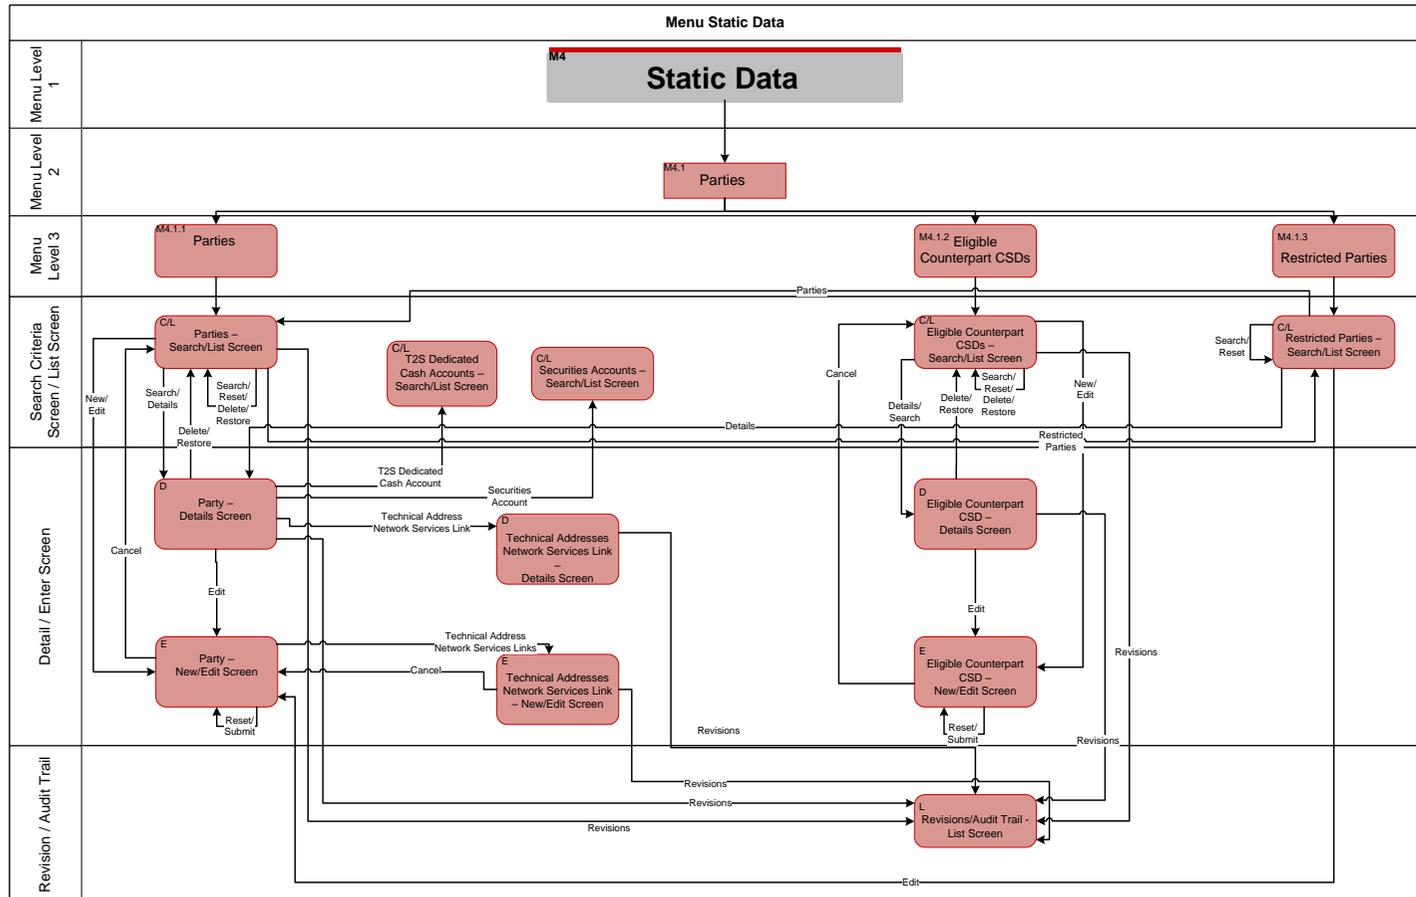 Menu Static Data
Menu Level
1
M4
Static Data
Menu Level
2
M4.1
Parties
Menu
Level 3
M4.1.1
Parties
M4.1.2
Eligible
Counterpart CSDs
M4.1.3
Restricted Parties
Search Criteria
Screen / List Screen
Parties
C/L
Parties –
Search/List Screen
C/L
T2S Dedicated
Cash Accounts –
Search/List Screen
C/L
Securities Accounts –
Search/List Screen
C/L
Eligible Counterpart
CSDs –
Search/List Screen
C/L
Restricted Parties –
Search/List Screen
Search/
Reset
New/
Edit
Search/
Details
Delete/
Restore
Search/
Reset/
Delete/
Restore
Cancel
Details/
Search
Delete/
Restore
Search/
Reset/
Delete/
Restore
New/
Edit
Details
Restricted
Parties
Detail / Enter Screen
T2S Dedicated
Cash Account
Securities
Account
Technical Address
Network Services Link
D
Party –
Details Screen
D
Technical Addresses
Network Services Link
–
Details Screen
D
Eligible Counterpart
CSD –
Details Screen
Cancel
Edit
Edit
Technical Address
Network Services Links
Cancel
E
Party –
New/Edit Screen
E
Technical Addresses
Network Services Link
– New/Edit Screen
E
Eligible Counterpart
CSD –
New/Edit Screen
Revisions
Reset/
Submit
Revisions
Reset/
Submit
Revisions
Revision / Audit Trail
Revisions
Revisions
Revisions
L
Revisions/Audit Trail -
List Screen
Edit